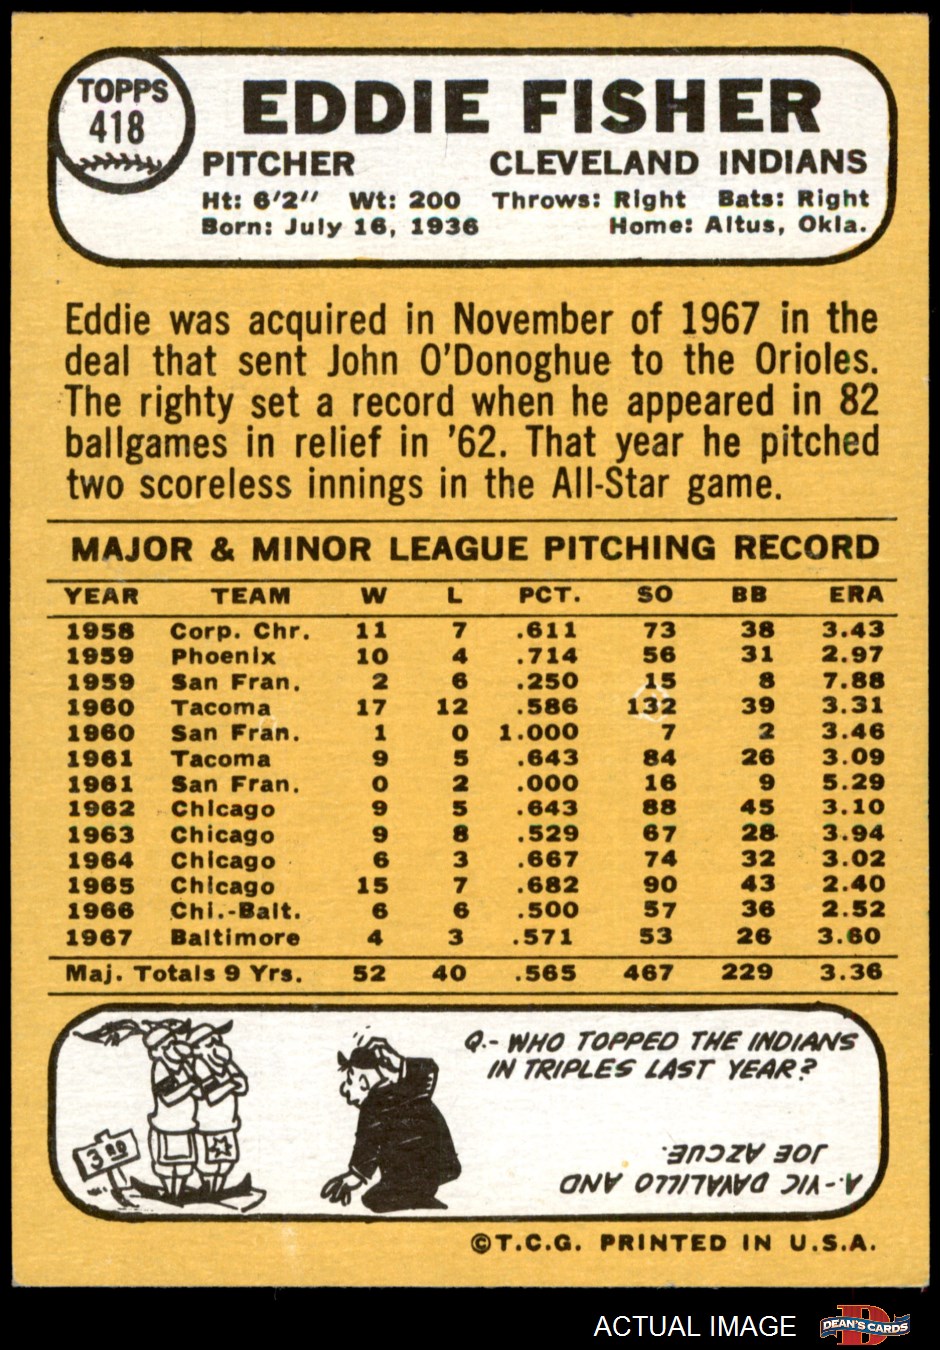 TOPPS
418
EDDIE FISHER
PITCHER CLEVELAND INDIANS
Ht: 6'2" Wt: 200 Throws: Right Bats: Right
Born: July 16, 1936 Home: Altus, Okla.
Eddie was acquired in November of 1967 in the
deal that sent John O'Donoghue to the Orioles.
The righty set a record when he appeared in 82
ballgames in relief in '62. That year he pitched
two scoreless innings in the All-Star game.
MAJOR & MINOR LEAGUE PITCHING RECORD
YEAR TEAM W L PCT. SO BB ERA
1958 Corp. Chr. 11 7 .611 73 38 3.43
1959 Phoenix 10 4 .714 56 31 2.97
1959 San Fran. 2 6 .250 15 8 7.88
1960 Tacoma 17 12 .586 132 39 3.31
1960 San Fran. 1 0 1.000 7 2 3.46
1961 Tacoma 9 5 .643 84 26 3.09
1961 San Fran. 0 2 .000 16 9 5.29
1962 Chicago 9 5 .643 88 45 3.10
1963 Chicago 9 8 .529 67 28 3.94
1964 Chicago 6 3 .667 74 32 3.02
1965 Chicago 15 7 .682 90 43 2.40
1966 Chi.-Balt. 6 6 .500 57 36 2.52
1967 Baltimore 4 3 .571 53 26 3.60
Maj. Totals 9 Yrs. 52 40 .565 467 229 3.36
Q.- WHO TOPPED THE INDIANS
IN TRIPLES LAST YEAR?
A.- VIC DAVALILLO AND
JOE AZCUE.
3 00
©T.C.G. PRINTED IN U.S.A.
ACTUAL IMAGE
D
DEAN'S CARDS